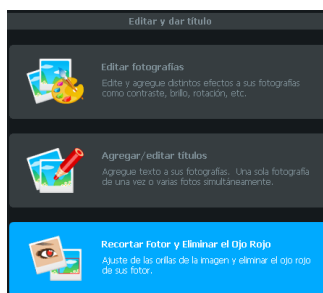 Editar y dar título
Editar fotografías
Edite y agregue distintos efectos a sus fotografías
como contraste, brillo, rotación, etc.
Agregar/editar títulos
Agregue texto a sus fotografías. Una sola fotografía
de una vez o varias fotos simultáneamente.
Recortar Fotor y Eliminar el Ojo Rojo
Ajuste de las orillas de la imagen y eliminar el ojo rojo
de sus fotor.